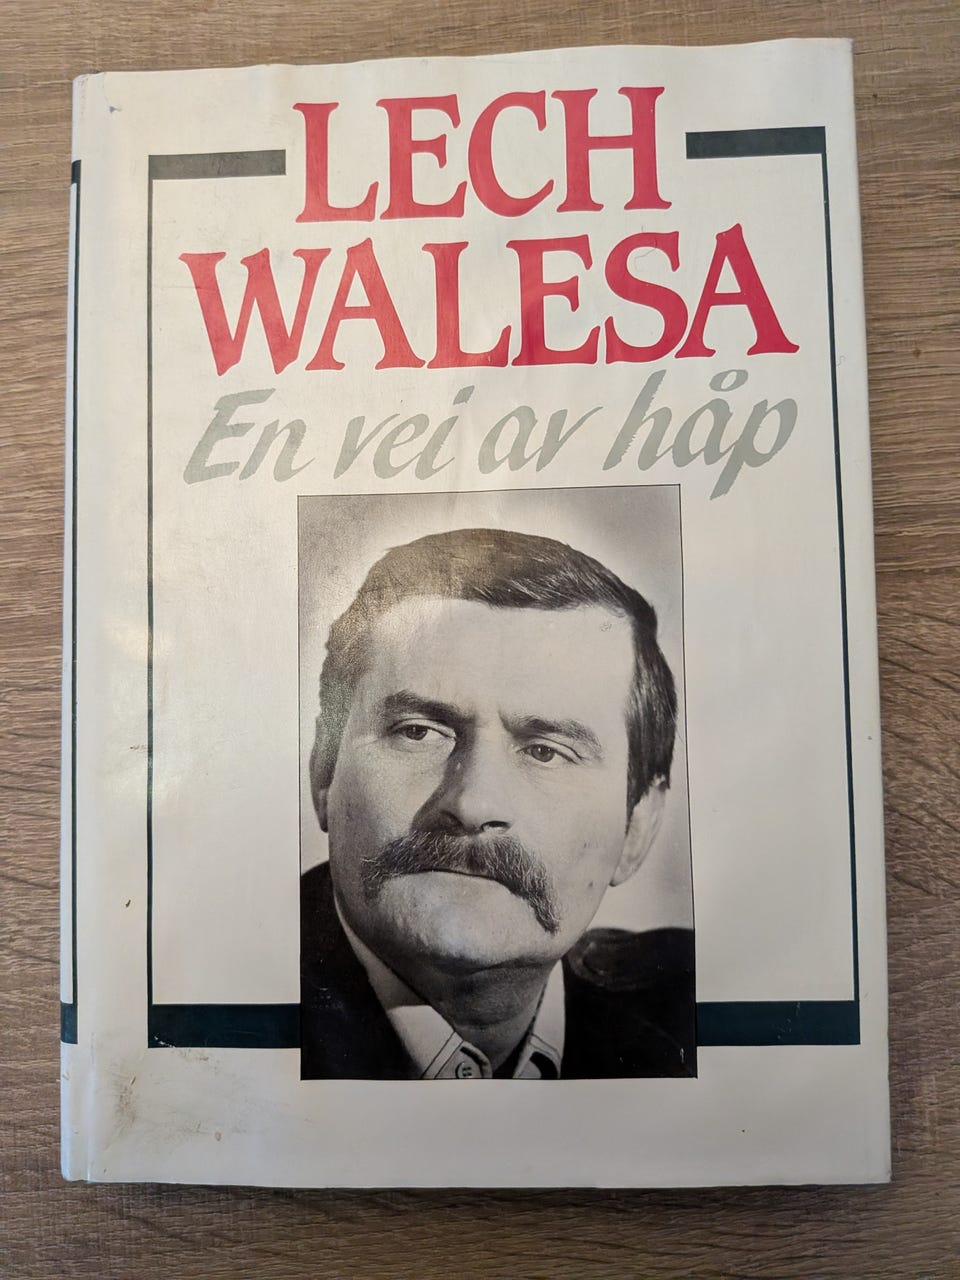 LECH
WALESA
En vei av håp